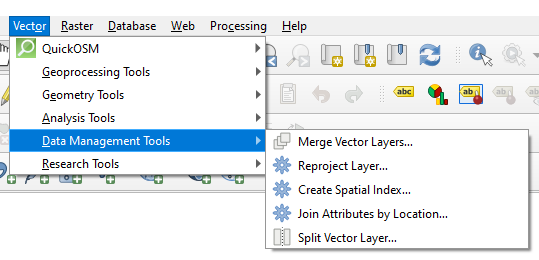 Vector Raster Database Web Processing Help
QuickOSM
Geoprocessing Tools
Geometry Tools
abc ab
Analysis Tools
Data Management Tools
Merge Vector Layers...
Research Tools
Reproject Layer...
Create Spatial Index...
Join Attributes by Location...
Split Vector Layer...